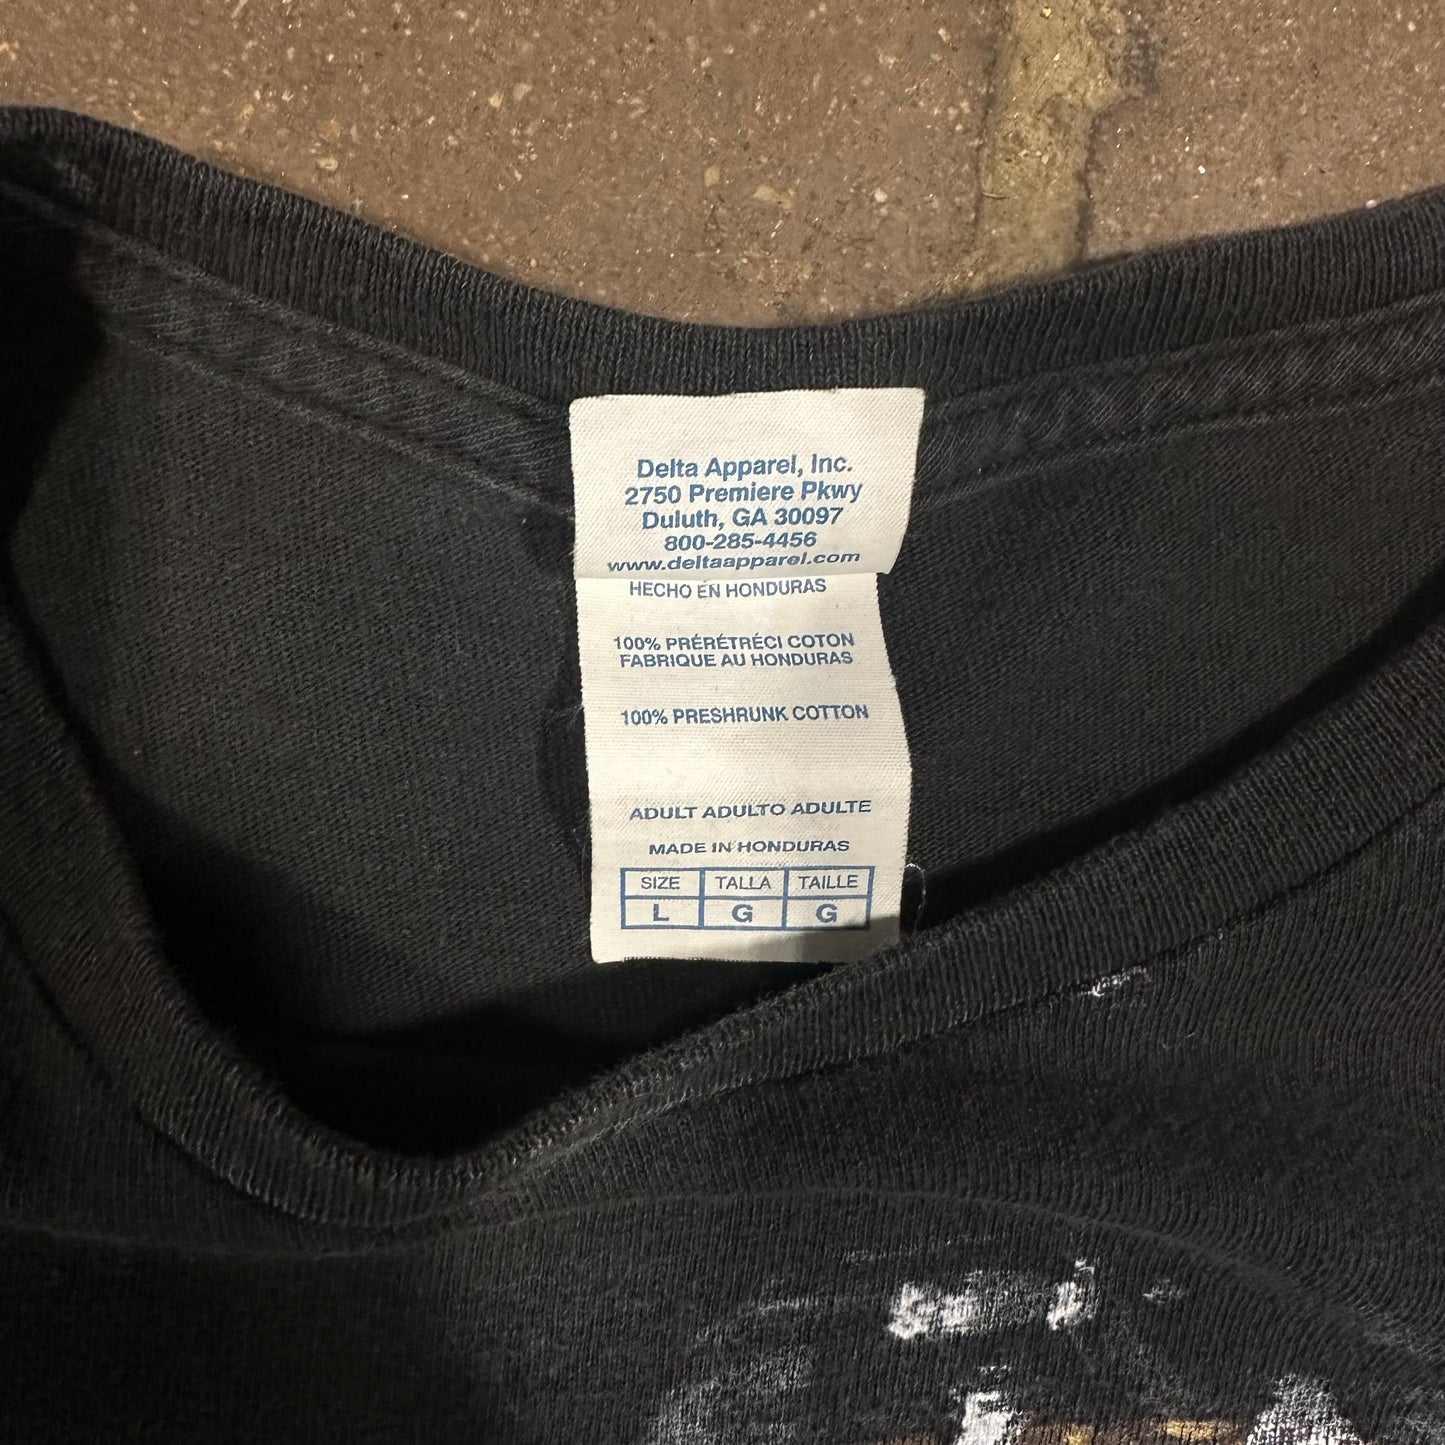 Delta Apparel, Inc.
2750 Premiere Pkwy
Duluth, GA 30097
800-285-4456
www.deltaapparel.com
HECHO EN HONDURAS
100% PRÉRÉTRÉCI COTON
FABRIQUE AU HONDURAS
100% PRESHRUNK COTTON
ADULT ADULTO ADULTE
MADE IN HONDURAS
SIZE TALLA TAILLE
L G G